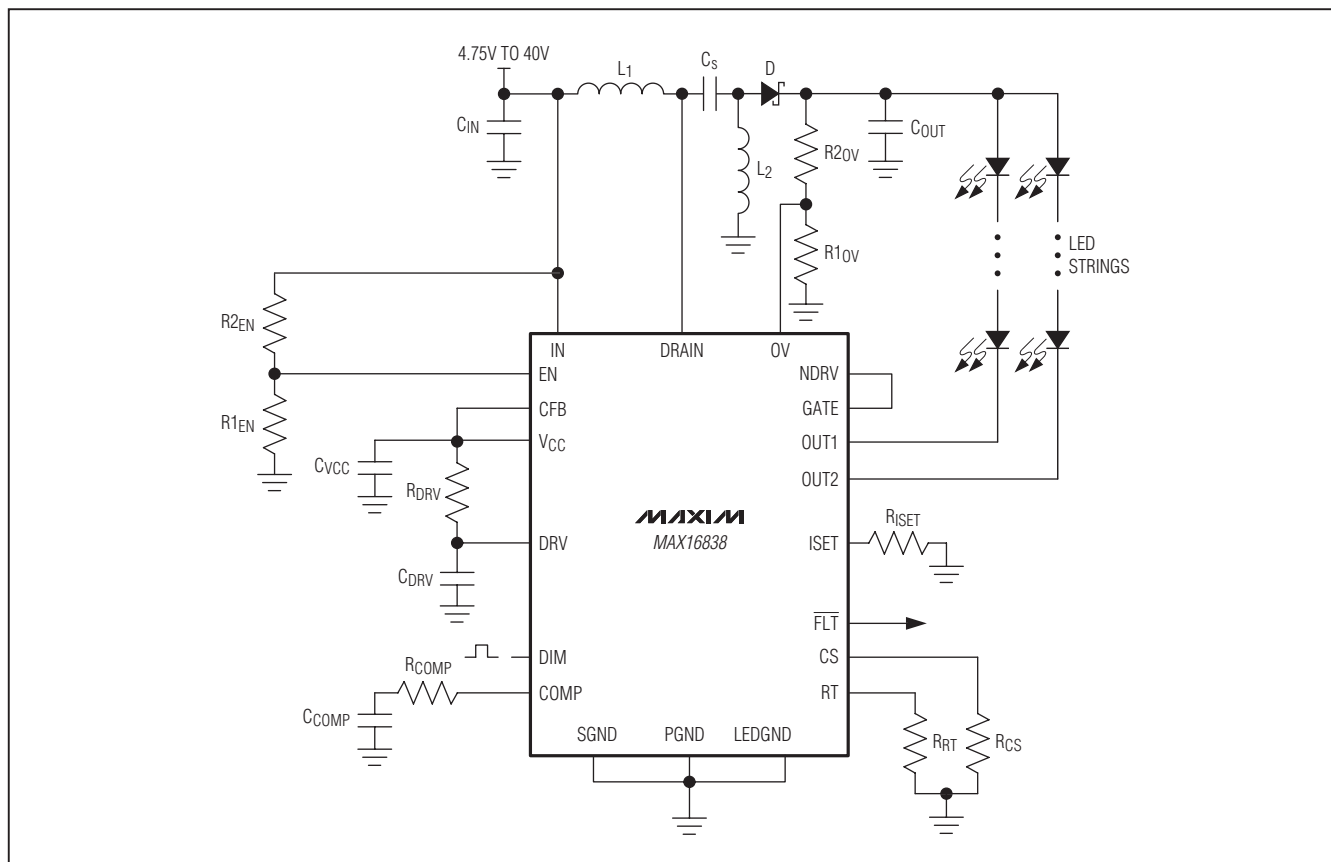 4.75V TO 40V
L1
CS
D
CIN
L2
R2OV
COUT
R1OV
LED
STRINGS
R2EN
R1EN
IN
DRAIN
OV
EN
CFB
VCC
CVCC
RDRV
DRV
CDRV
DIM
RCOMP
COMP
CCOMP
NDRV
GATE
OUT1
OUT2
MAXIM
MAX16838
ISET
RISET
FLT
CS
RT
RRT
RCS
SGND
PGND
LEDGND